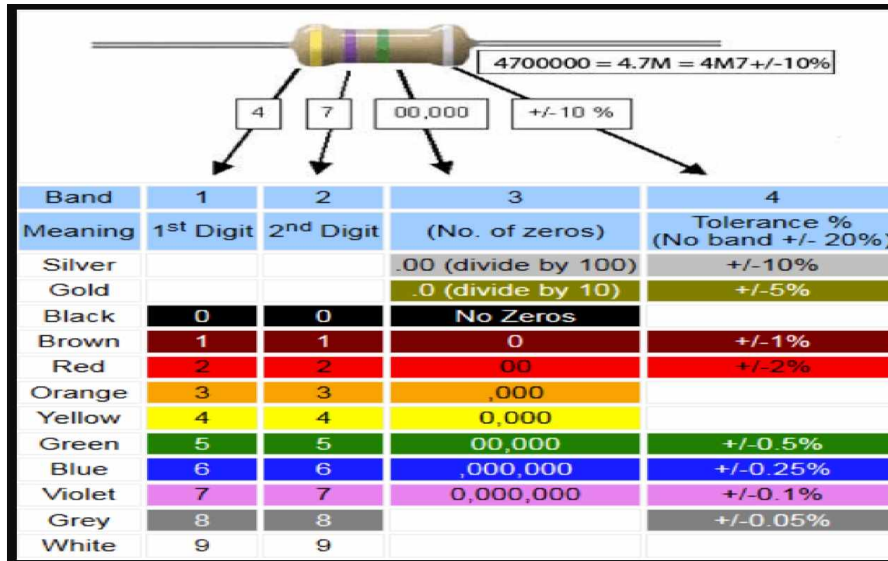 4700000 = 4.7M = 4M7+/-10%
4 7 00,000 +/-10 %
Band 1 2 3 4
Meaning 1st Digit 2nd Digit (No. of zeros) Tolerance %
(No band +/- 20%)
Silver .00 (divide by 100) +/-10%
Gold .0 (divide by 10) +/-5%
Black 0 0 No Zeros
Brown 1 1 0 +/-1%
Red 2 2 00 +/-2%
Orange 3 3 ,000
Yellow 4 4 0,000
Green 5 5 00,000 +/-0.5%
Blue 6 6 ,000,000 +/-0.25%
Violet 7 7 0,000,000 +/-0.1%
Grey 8 8 +/-0.05%
White 9 9